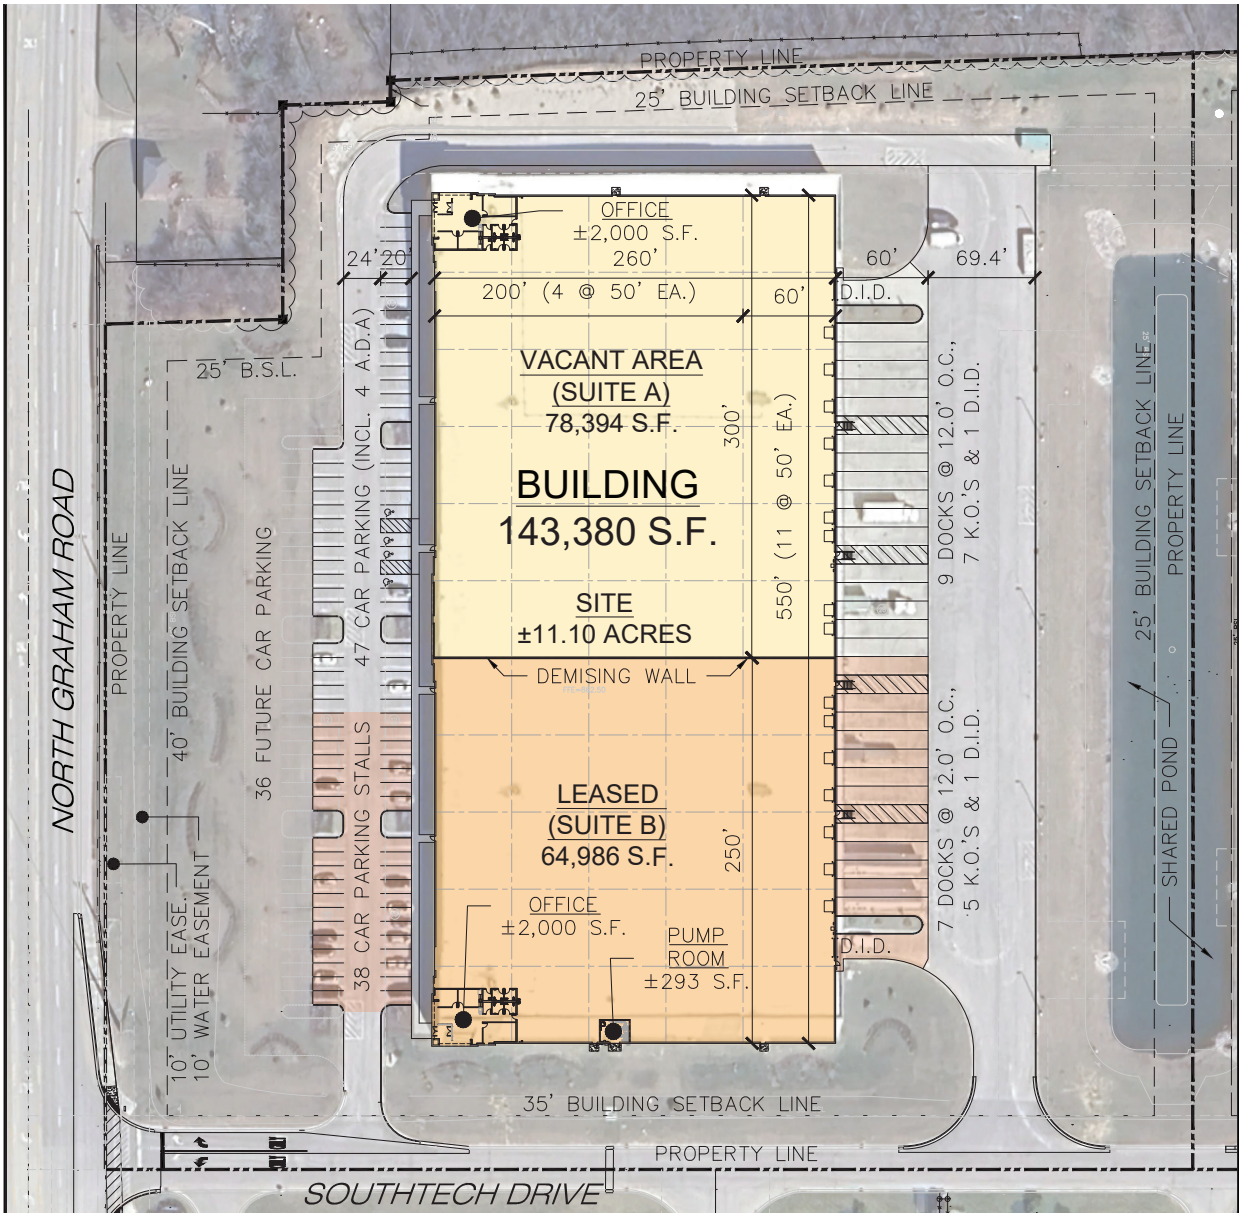 PROPERTY LINE
25' BUILDING SETBACK LINE
OFFICE
±2,000 S.F.
24'
20'
260'
60'
69.4'
200' (4 @ 50' EA.)
60'
D.I.D.
25' B.S.L.
VACANT AREA
(SUITE A)
78,394 S.F.
300'
550' (11 @ 50' EA.)
BUILDING
143,380 S.F.
SITE
±11.10 ACRES
DEMISING WALL
47 CAR PARKING (INCL. 4 A.D.A)
38 CAR PARKING STALLS
36 FUTURE CAR PARKING
40' BUILDING SETBACK LINE
PROPERTY LINE
NORTH GRAHAM ROAD
10' UTILITY EASE.
10' WATER EASEMENT
9 DOCKS @ 12.0' O.C.,
7 K.O.'S & 1 D.I.D.
7 DOCKS @ 12.0' O.C.,
5 K.O.'S & 1 D.I.D.
25' BUILDING SETBACK LINE
PROPERTY LINE
SHARED POND
LEASED
(SUITE B)
64,986 S.F.
250'
OFFICE
±2,000 S.F.
PUMP
ROOM
±293 S.F.
D.I.D.
35' BUILDING SETBACK LINE
PROPERTY LINE
SOUTHTECH DRIVE